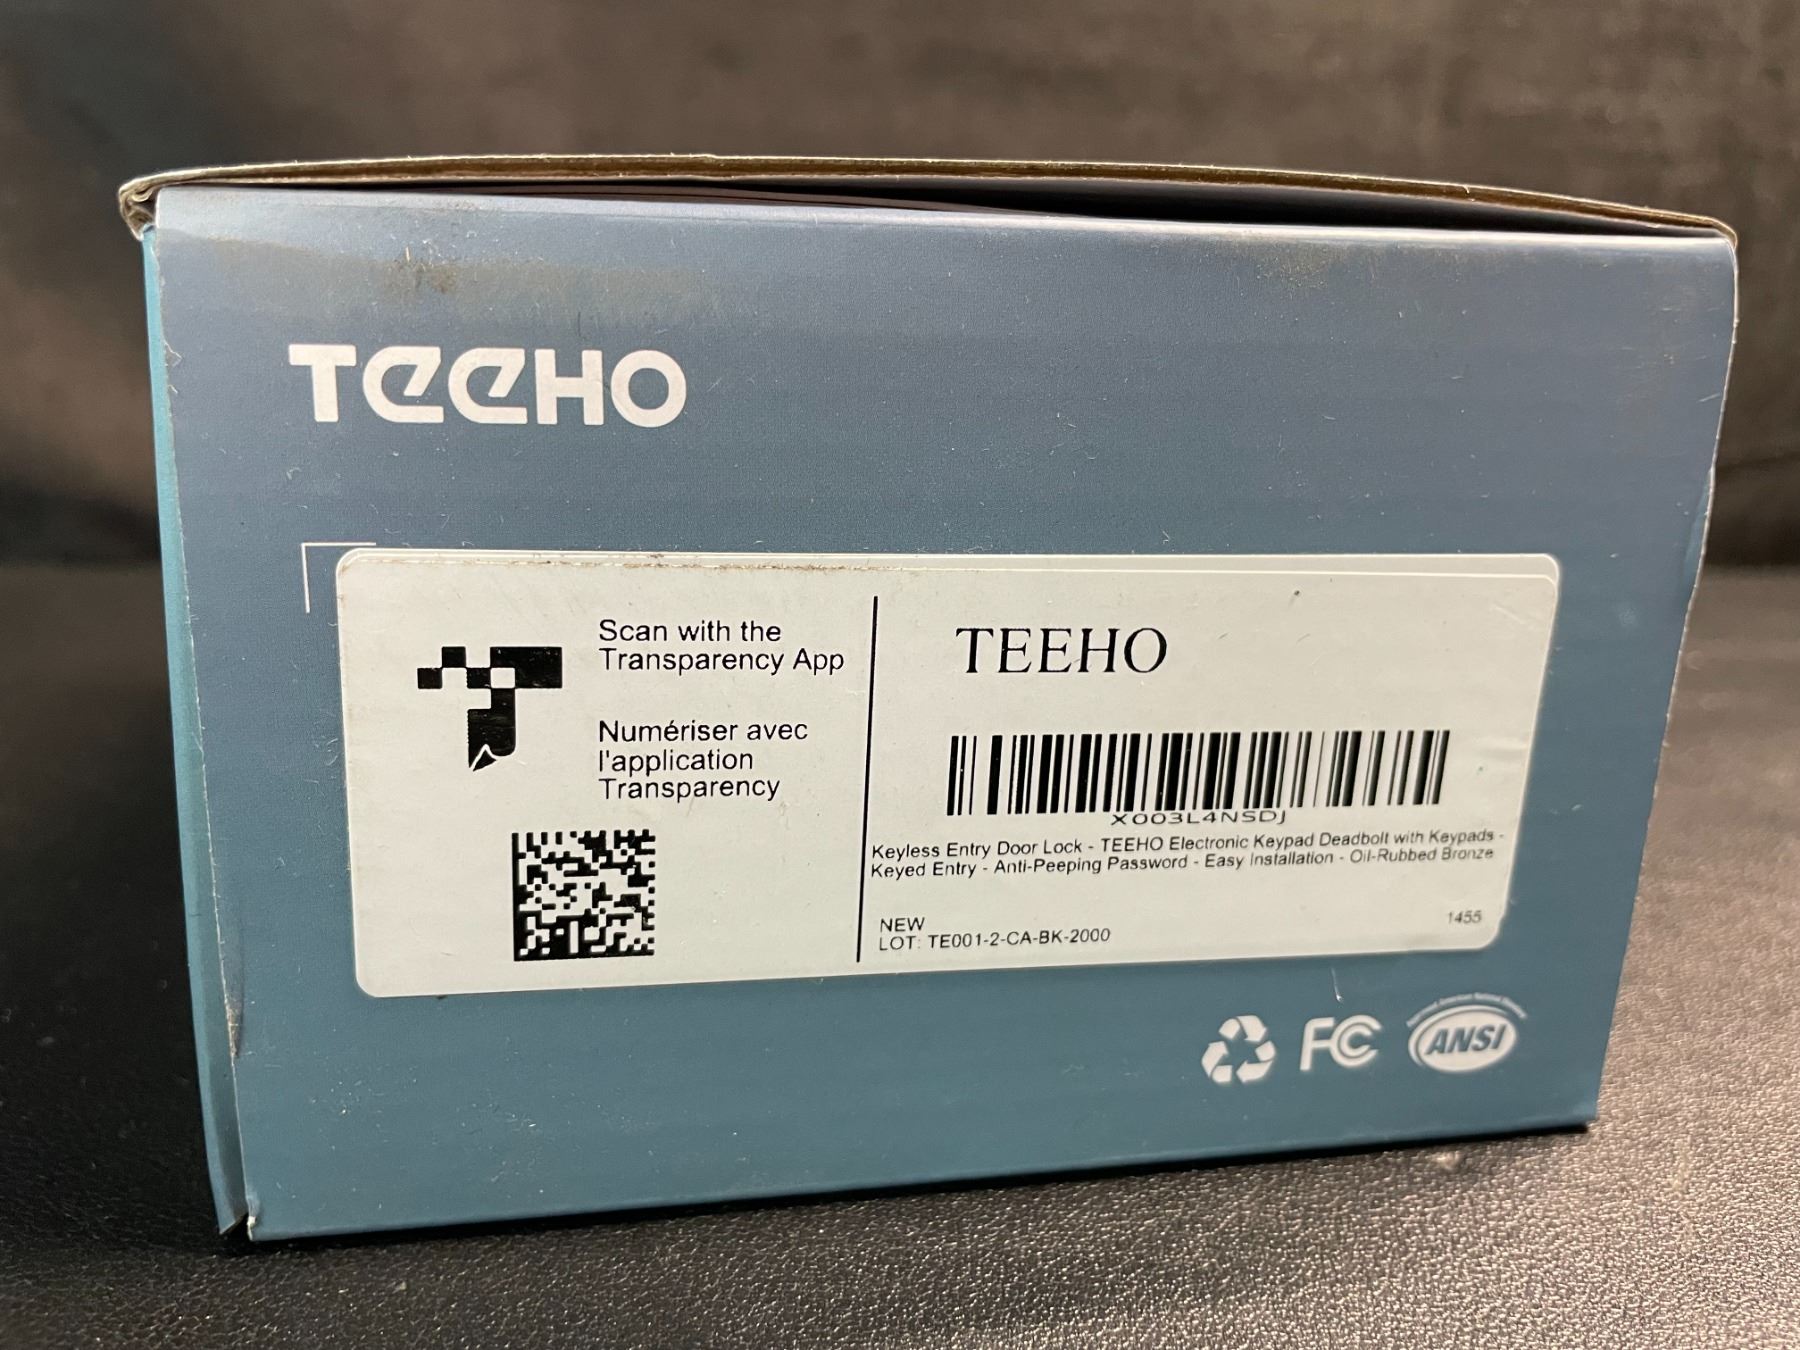 TEEHO
Scan with the
Transparency App
Numériser avec
l'application
Transparency
TEEHO
X003L4NSDJ
Keyless Entry Door Lock - TEEHO Electronic Keypad Deadbolt with Keypads -
Keyed Entry - Anti-Peeping Password - Easy Installation - Oil-Rubbed Bronze
NEW
LOT: TE001-2-CA-BK-2000
1455
FC
ANSI